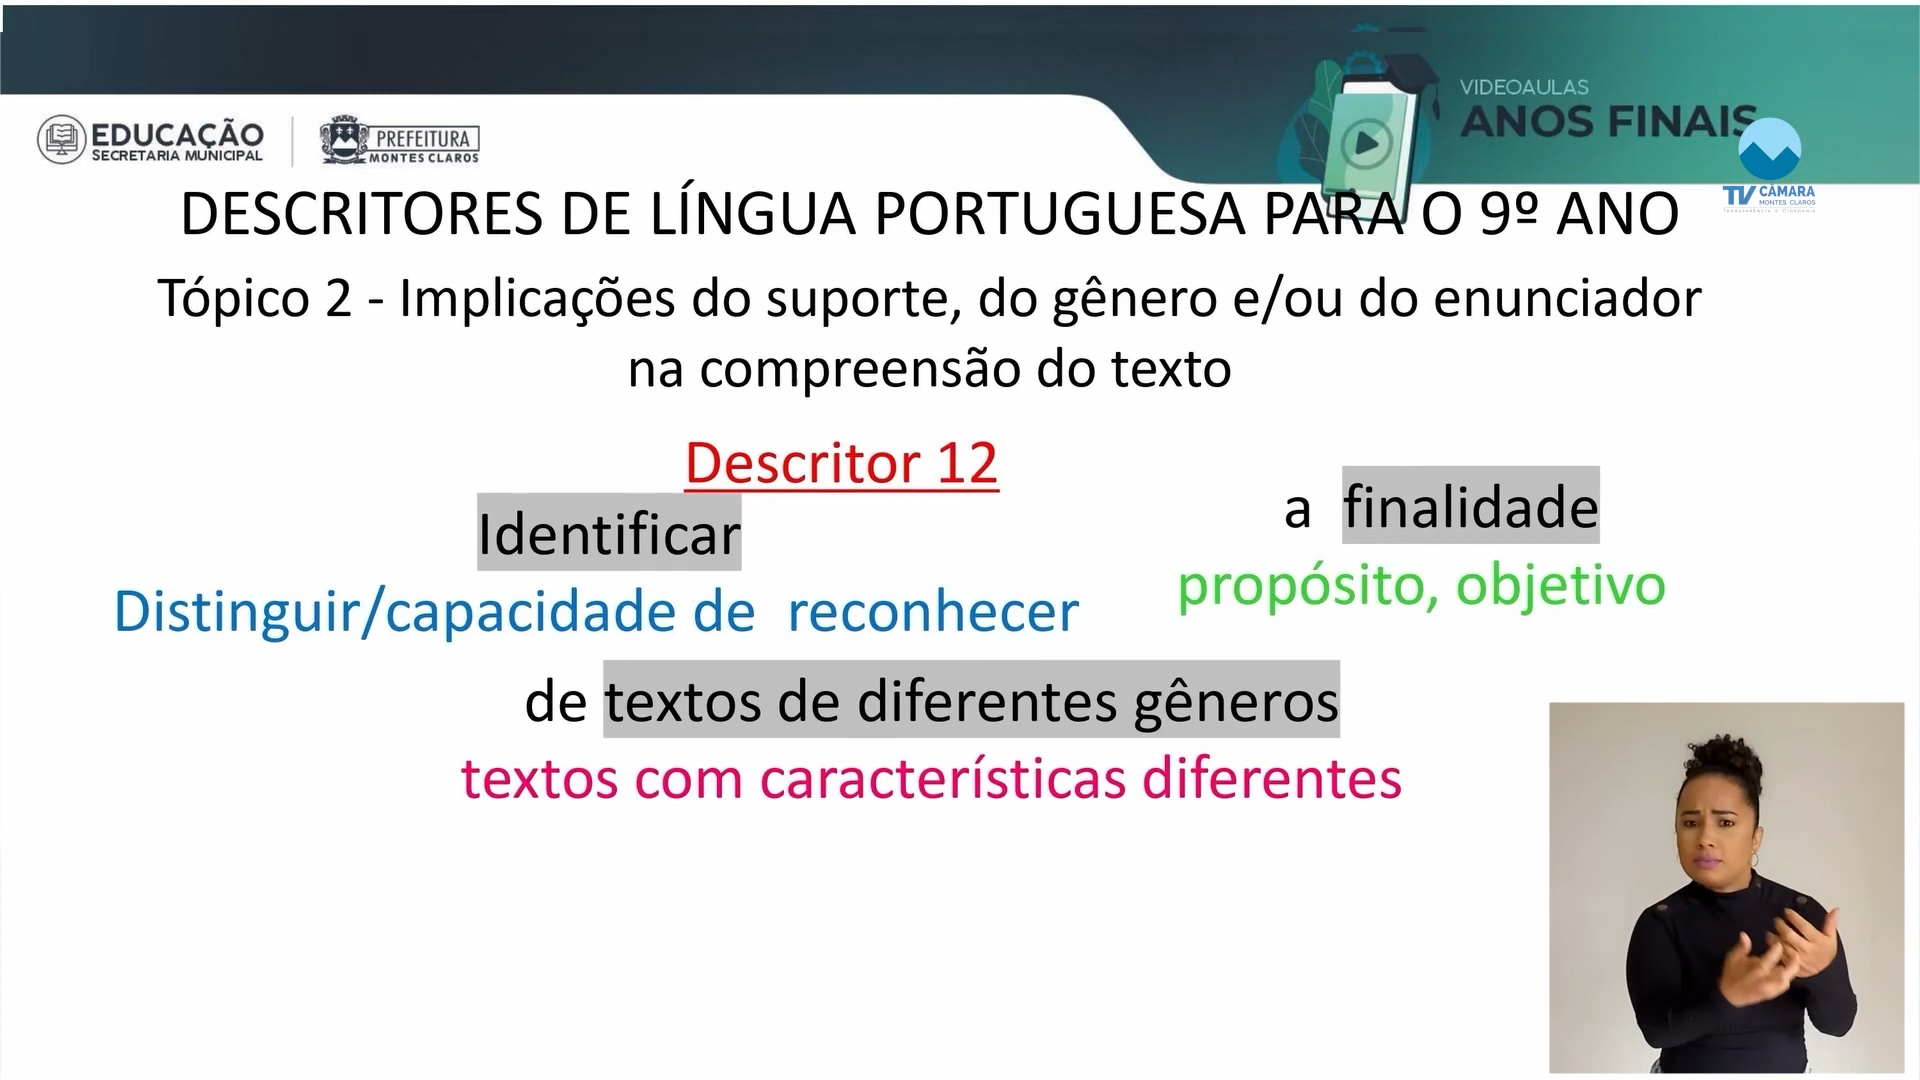 VIDEOAULAS
ANOS FINAIS
EDUCAÇÃO
SECRETARIA MUNICIPAL
PREFEITURA
MONTES CLAROS
TV CÂMARA
MONTES CLAROS
TRANSPARÊNCIA E CIDADANIA
DESCRITORES DE LÍNGUA PORTUGUESA PARA O 9º ANO
Tópico 2 - Implicações do suporte, do gênero e/ou do enunciador
na compreensão do texto
Descritor 12
Identificar
a finalidade
Distinguir/capacidade de reconhecer
propósito, objetivo
de textos de diferentes gêneros
textos com características diferentes